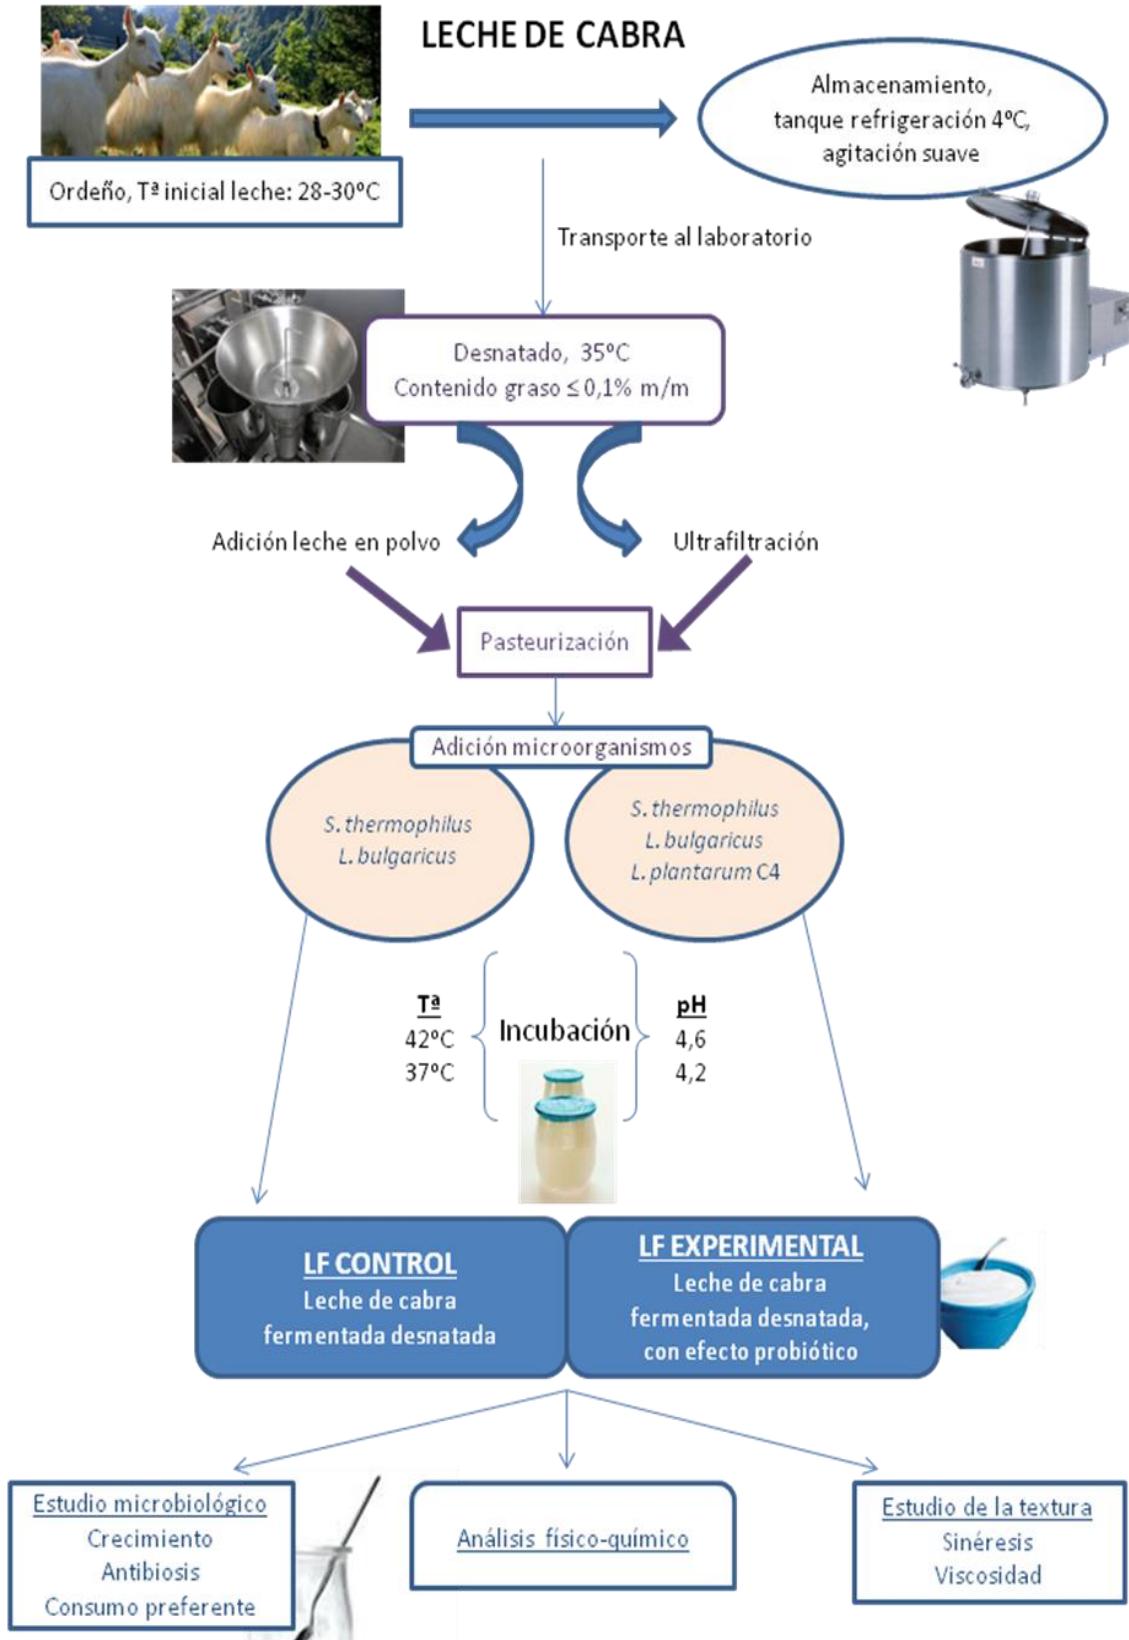 LECHE DE CABRA
Almacenamiento,
tanque refrigeración 4ºC,
agitación suave
Ordeño, Tª inicial leche: 28-30ºC
Transporte al laboratorio
Desnatado, 35ºC
Contenido graso ≤ 0,1% m/m
Adición leche en polvo
Ultrafiltración
Pasteurización
Adición microorganismos
S. thermophilus
L. bulgaricus
S. thermophilus
L. bulgaricus
L. plantarum C4
Tª
42ºC
37ºC
Incubación
pH
4,6
4,2
LF CONTROL
Leche de cabra
fermentada desnatada
LF EXPERIMENTAL
Leche de cabra
fermentada desnatada,
con efecto probiótico
Estudio microbiológico
Crecimiento
Antibiosis
Consumo preferente
Análisis físico-químico
Estudio de la textura
Sinéresis
Viscosidad